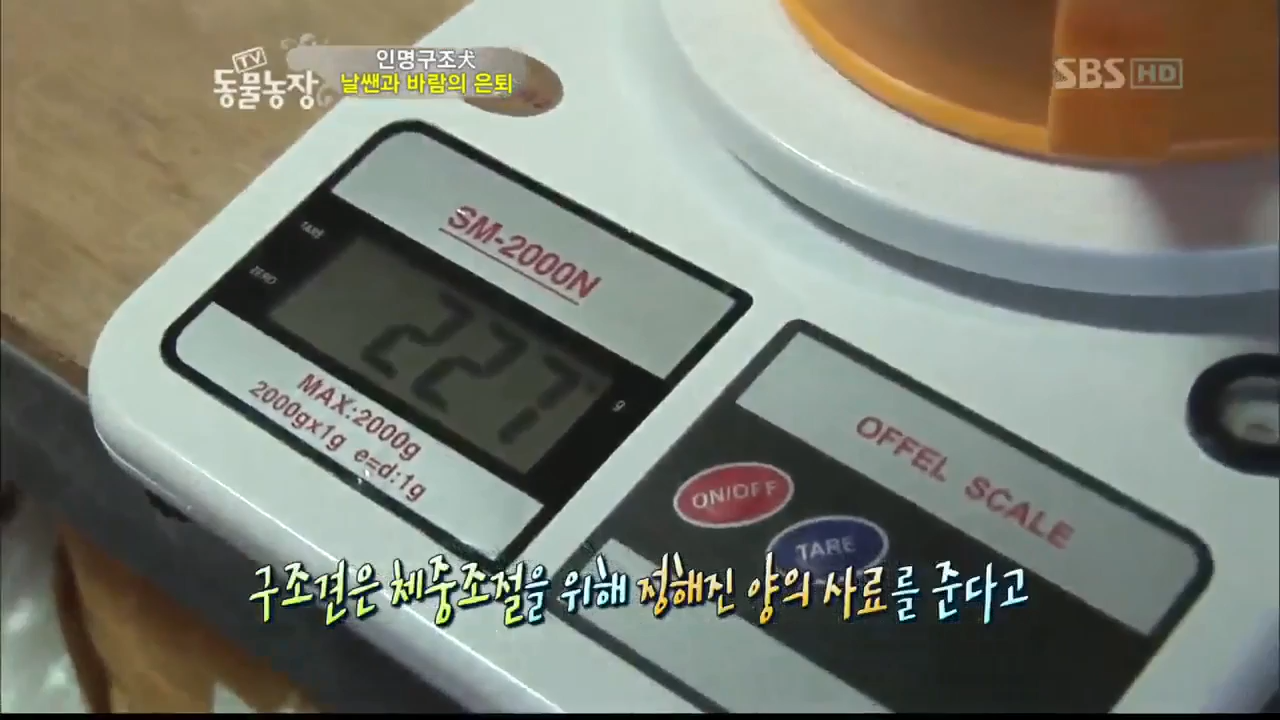 TV
동물농장
인명구조犬
날쌘과 바람의 은퇴
SBS HD
SM-2000N
TARE
ZERO
227
g
MAX:2000g
2000gx1g e=d:1g
OFFEL SCALE
ON/OFF
TARE
구조견은 체중조절을 위해 정해진 양의 사료를 준다고